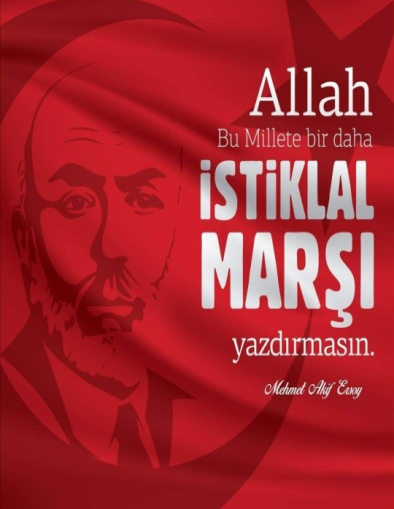 Allah
Bu Millete bir daha
İSTİKLAL
MARŞI
yazdırmasın.
Mehmet Akif Ersoy